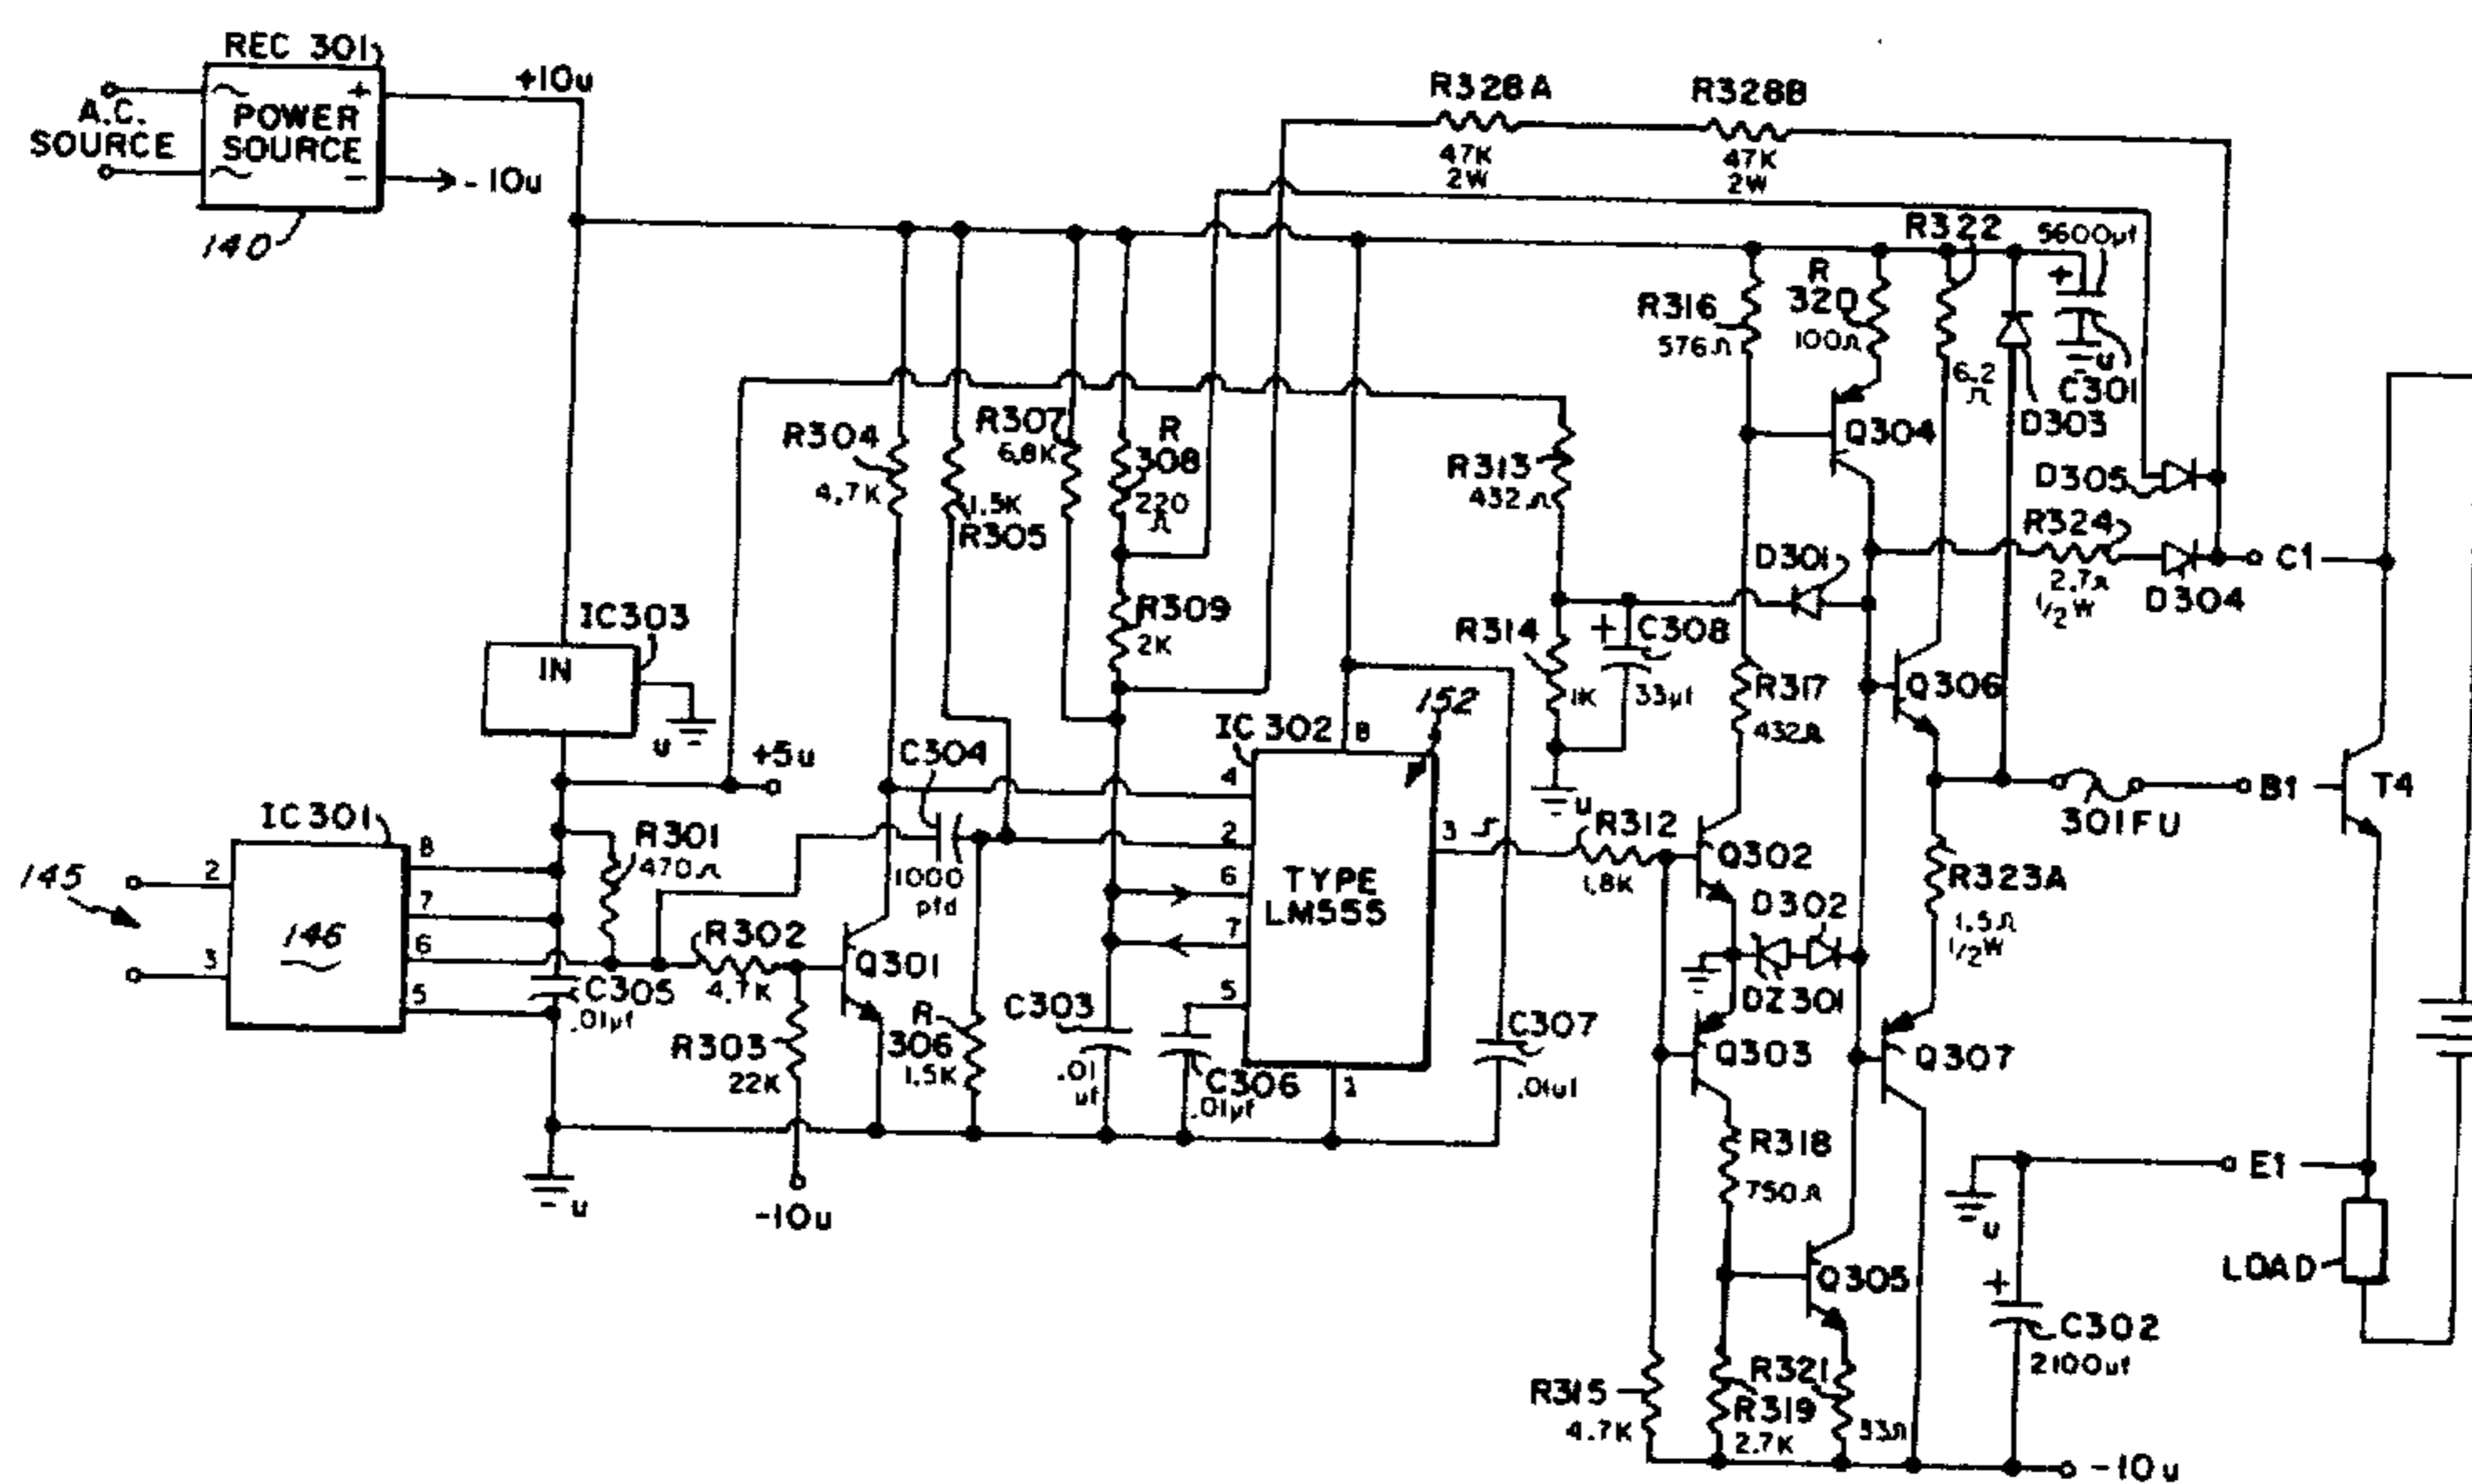 REC 301
A.C.
SOURCE
POWER
SOURCE
+
-
+10u
-10u
140
R328A
47K
2W
R328B
47K
2W
R322
6.2
Ω
5600µf
+
u
C301
D303
R316
576Ω
R
320
100Ω
Q304
R304
4.7K
1.5K
R305
R307
6.8K
R
308
220
Ω
R309
2K
R313
432Ω
R314
1K
+
C308
33µf
u
D301
D305
R324
2.7Ω
1/2W
D304
C1
Q306
R317
432Ω
IC303
IN
u
+5u
IC301
145
2
3
146
8
7
6
5
R301
470Ω
R302
4.7K
C305
.01µf
R303
22K
-10u
u
Q301
C304
1000
pfd
R
306
1.5K
C303
.01
uf
C306
.01µf
IC302
152
TYPE
LM555
4
2
6
7
5
8
3
1
C307
.01uf
R312
1.8K
Q302
D302
DZ301
Q303
R318
750Ω
Q305
R315
4.7K
R319
2.7K
R321
33Ω
Q307
R323A
1.5Ω
1/2W
301FU
B1
T4
E1
u
LOAD
+
C302
2100uf
-10u